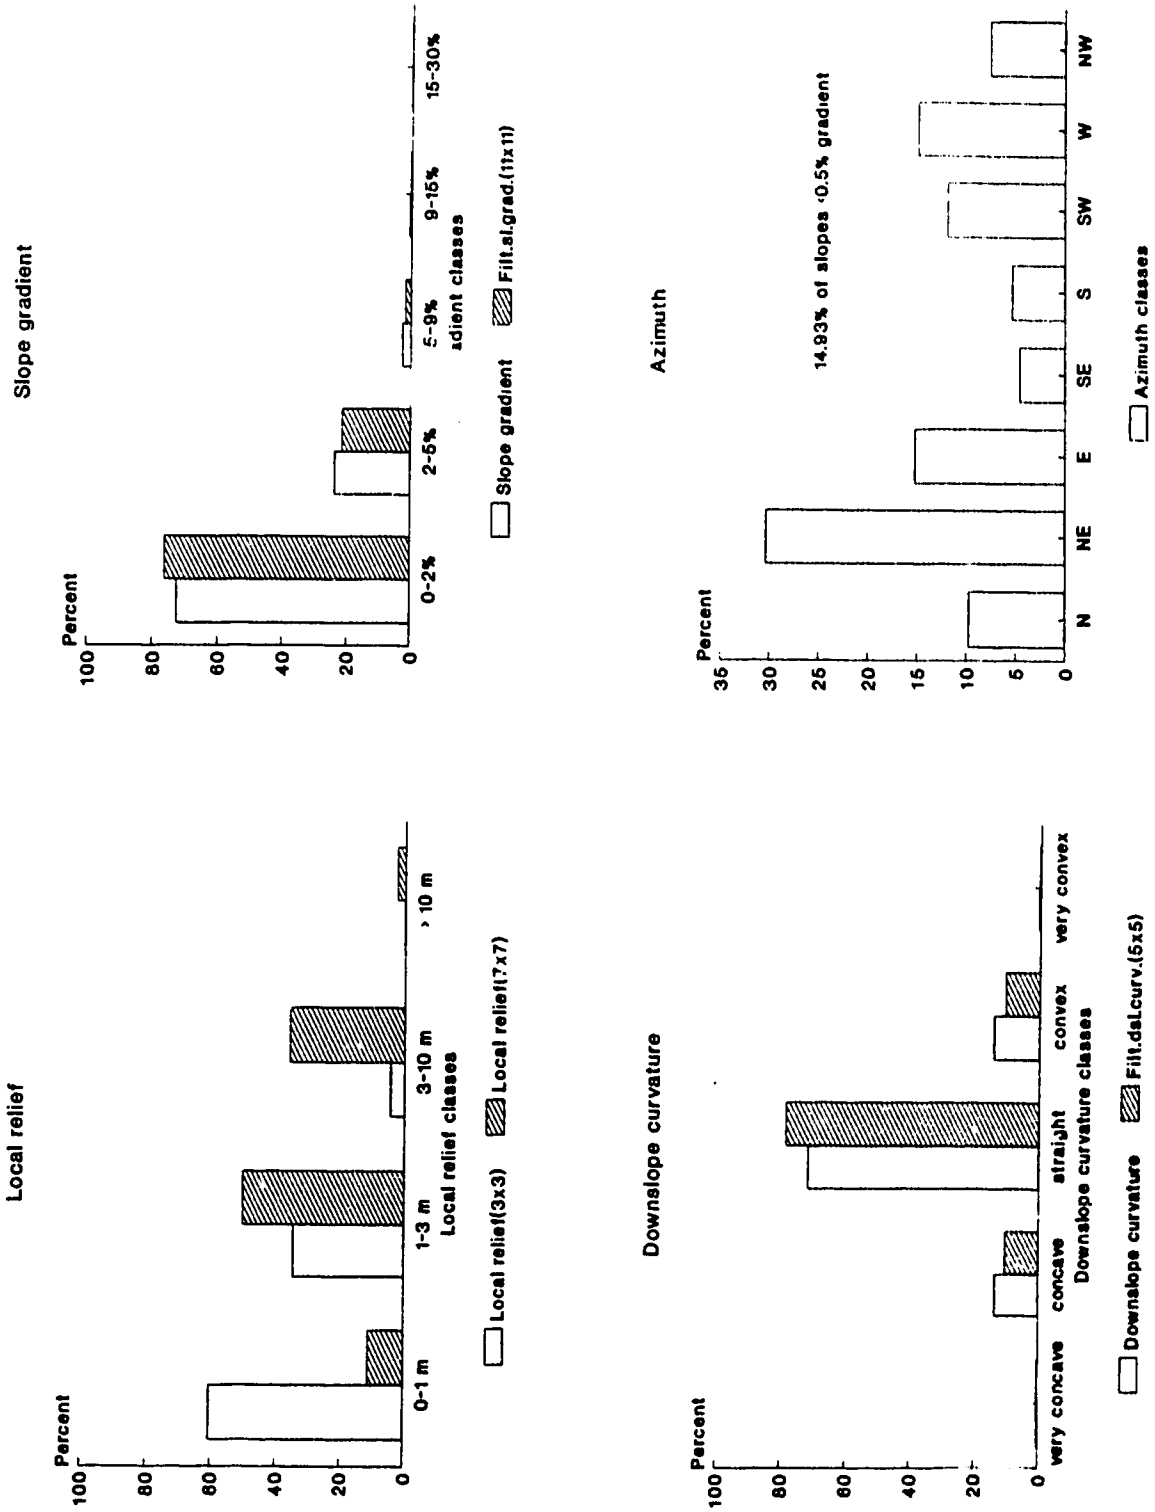 Local relief
Percent
100
80
60
40
20
0
0-1 m 1-3 m 3-10 m > 10 m
Local relief classes
Local relief(3x3) Local relief(7x7)
Slope gradient
Percent
100
80
60
40
20
0
0-2% 2-5% 5-9% 9-15% 15-30%
adient classes
Slope gradient Filt.sl.grad.(11x11)
Downslope curvature
Percent
100
80
60
40
20
0
very concave concave straight convex very convex
Downslope curvature classes
Downslope curvature Filt.dsl.curv.(5x5)
Azimuth
Percent
35
30
25
20
15
10
5
0
14.93% of slopes <0.5% gradient
N NE E SE S SW W NW
Azimuth classes